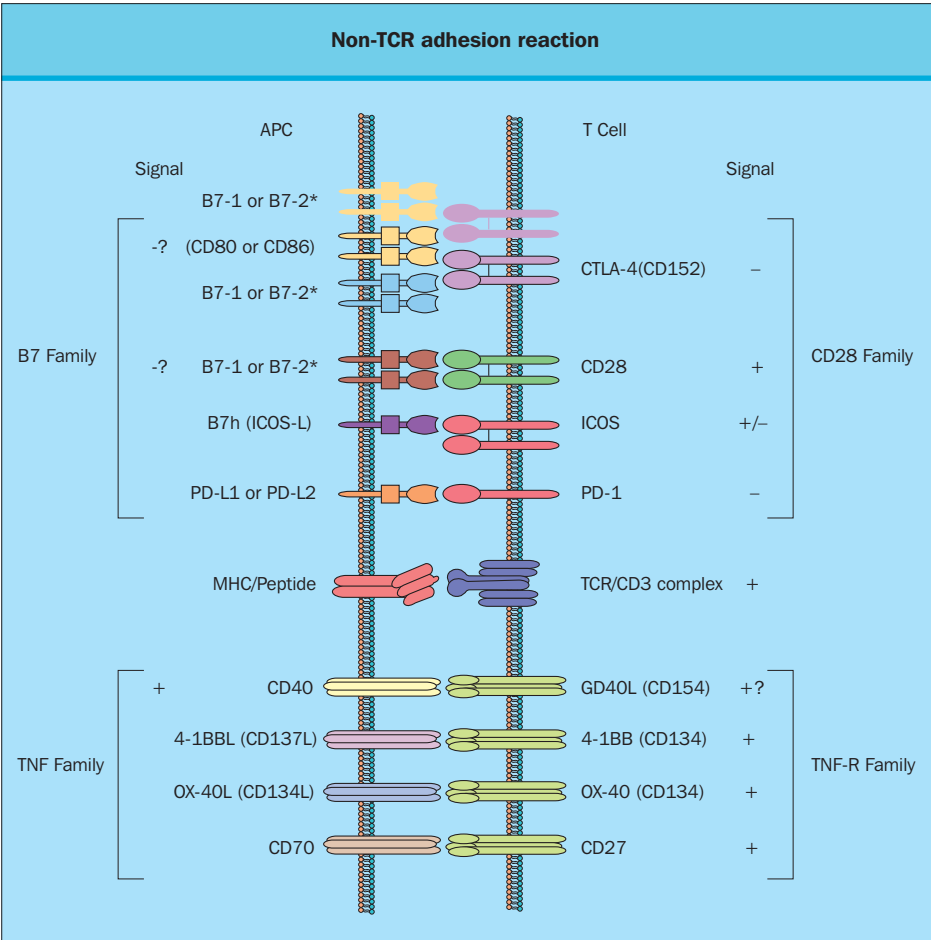 Non-TCR adhesion reaction
APC
T Cell
Signal
Signal
B7-1 or B7-2*
-? (CD80 or CD86)
CTLA-4(CD152) –
B7-1 or B7-2*
B7 Family
CD28 Family
-? B7-1 or B7-2*
CD28 +
B7h (ICOS-L)
ICOS +/–
PD-L1 or PD-L2
PD-1 –
MHC/Peptide
TCR/CD3 complex +
+ CD40
GD40L (CD154) +?
4-1BBL (CD137L)
4-1BB (CD134) +
TNF Family
TNF-R Family
OX-40L (CD134L)
OX-40 (CD134) +
CD70
CD27 +